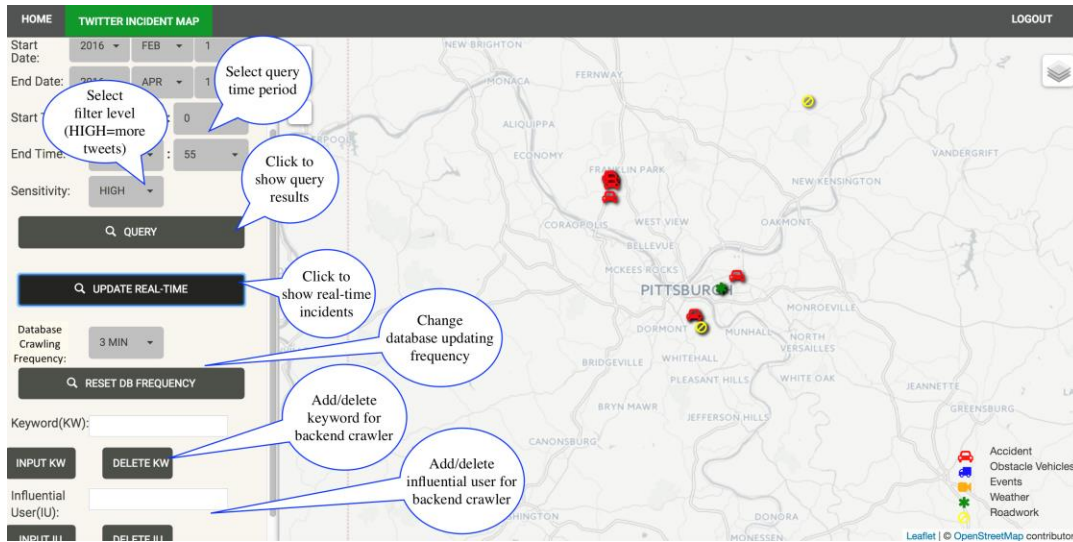 HOME
TWITTER INCIDENT MAP
LOGOUT
Start
Date:
2016
FEB
1
End Date:
APR
1
Select query
time period
Select
filter level
(HIGH=more
tweets)
Start
:
0
End Time:
:
55
Sensitivity:
HIGH
Click to
show query
results
QUERY
UPDATE REAL-TIME
Click to
show real-time
incidents
Database
Crawling
Frequency:
3 MIN
Change
database updating
frequency
RESET DB FREQUENCY
Keyword(KW):
Add/delete
keyword for
backend crawler
INPUT KW
DELETE KW
Influential
User(IU):
Add/delete
influential user for
backend crawler
INPUT IU
DELETE IU
NEW BRIGHTON
MONACA
FERNWAY
ALIQUIPPA
ECONOMY
FRANKLIN PARK
VANDERGRIFT
NEW KENSINGTON
CORAOPOLIS
WEST VIEW
OAKMONT
BELLEVUE
MCKEES ROCKS
PITTSBURGH
MONROEVILLE
DORMONT
MUNHALL
NORTH
VERSAILLES
BRIDGEVILLE
WHITEHALL
PLEASANT HILLS
WHITE OAK
JEANNETTE
BRYN MAWR
JEFFERSON HILLS
GREENSBURG
CANONSBURG
DONORA
MONESSEN
Accident
Obstacle Vehicles
Events
Weather
Roadwork
Leaflet | © OpenStreetMap contributor